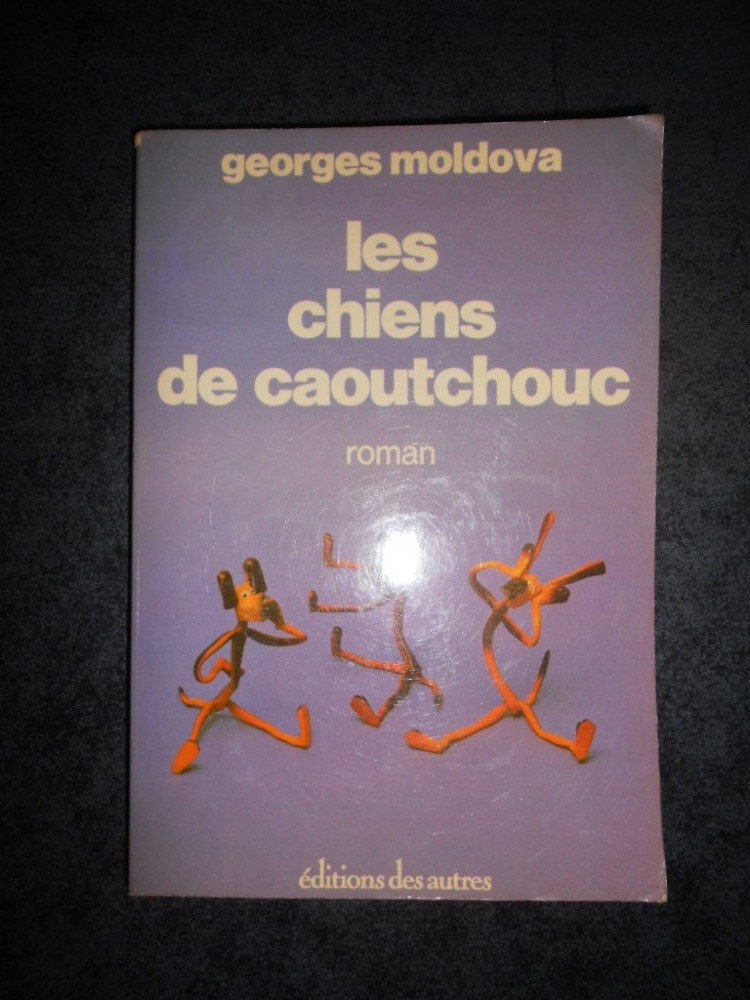 georges moldova
les
chiens
de caoutchouc
roman
éditions des autres